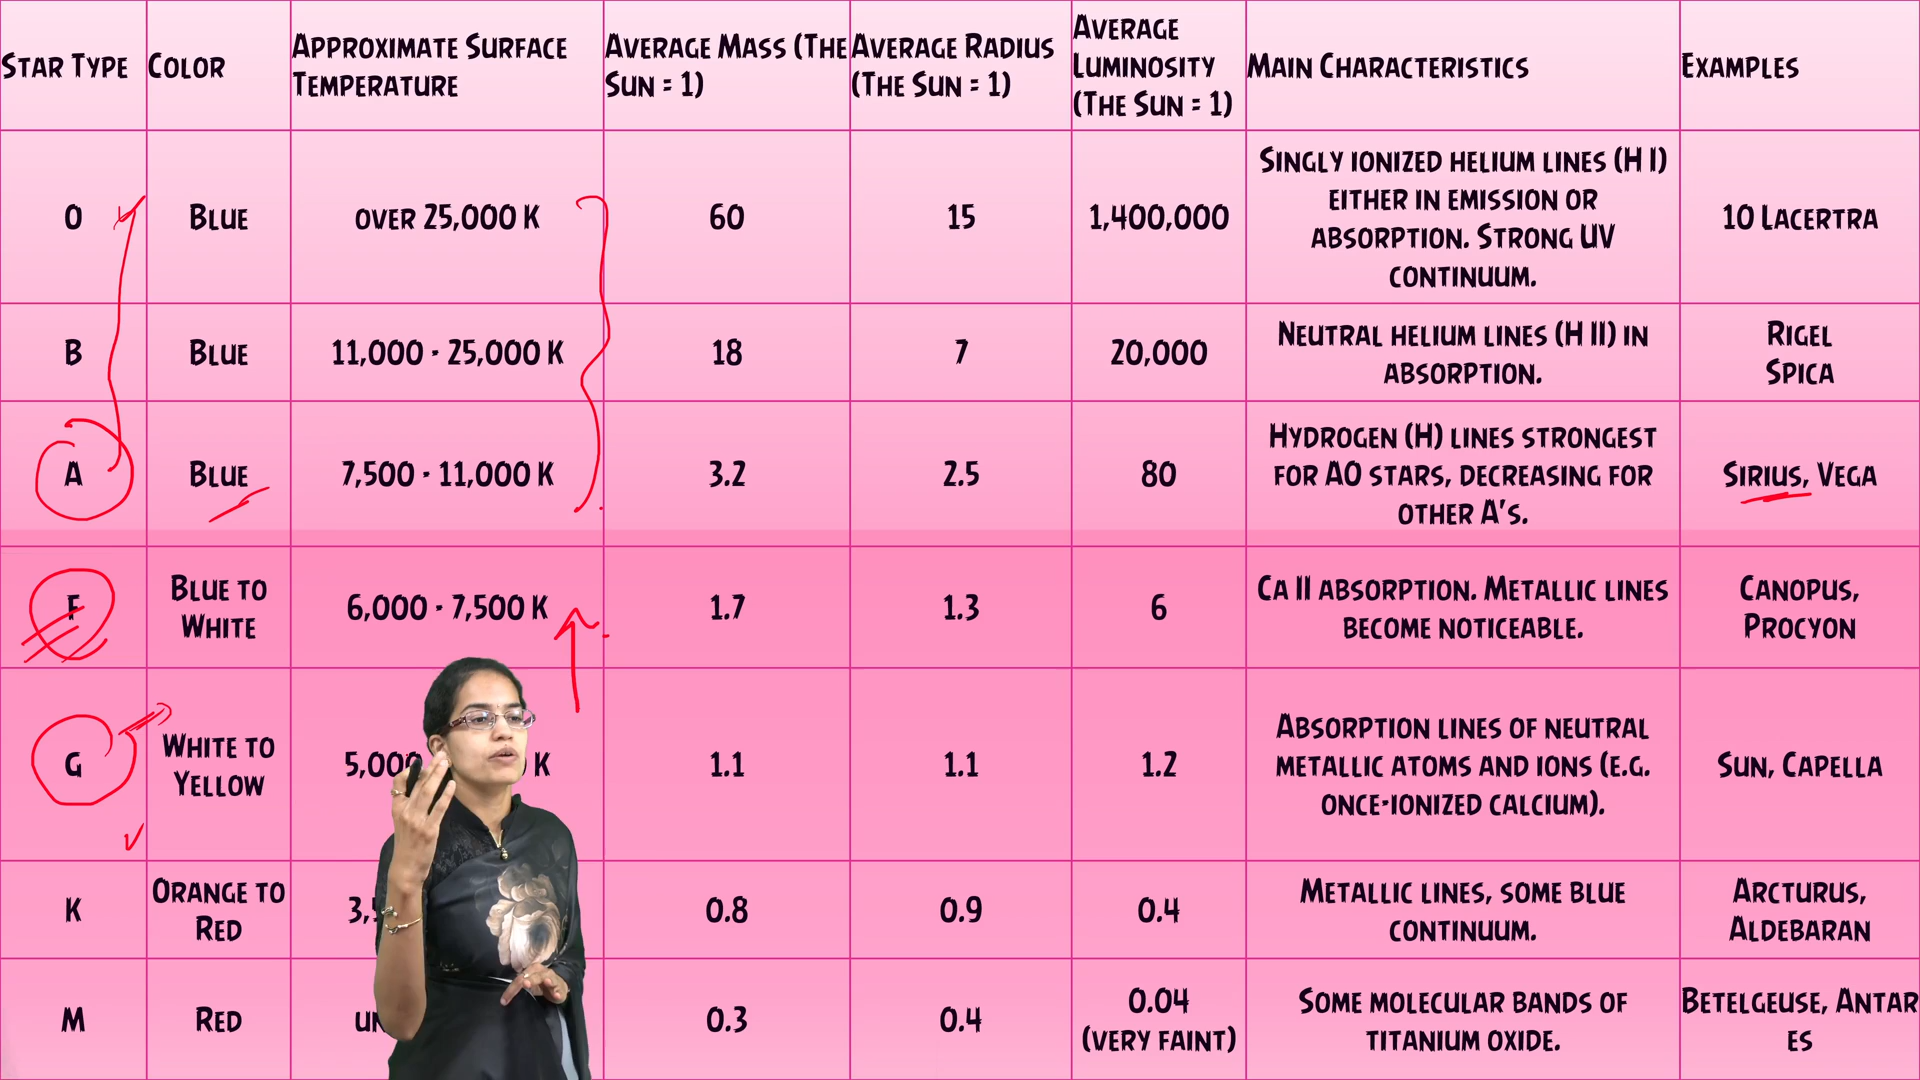 STAR TYPE
COLOR
APPROXIMATE SURFACE
TEMPERATURE
AVERAGE MASS (THE
SUN = 1)
AVERAGE RADIUS
(THE SUN = 1)
AVERAGE
LUMINOSITY
(THE SUN = 1)
MAIN CHARACTERISTICS
EXAMPLES
O
BLUE
OVER 25,000 K
60
15
1,400,000
SINGLY IONIZED HELIUM LINES (H I)
EITHER IN EMISSION OR
ABSORPTION. STRONG UV
CONTINUUM.
10 LACERTRA
B
BLUE
11,000 - 25,000 K
18
7
20,000
NEUTRAL HELIUM LINES (H II) IN
ABSORPTION.
RIGEL
SPICA
A
BLUE
7,500 - 11,000 K
3.2
2.5
80
HYDROGEN (H) LINES STRONGEST
FOR A0 STARS, DECREASING FOR
OTHER A'S.
SIRIUS, VEGA
F
BLUE TO
WHITE
6,000 - 7,500 K
1.7
1.3
6
CA II ABSORPTION. METALLIC LINES
BECOME NOTICEABLE.
CANOPUS,
PROCYON
G
WHITE TO
YELLOW
K
1.1
1.1
1.2
ABSORPTION LINES OF NEUTRAL
METALLIC ATOMS AND IONS (E.G.
ONCE-IONIZED CALCIUM).
SUN, CAPELLA
K
ORANGE TO
RED
0.8
0.9
0.4
METALLIC LINES, SOME BLUE
CONTINUUM.
ARCTURUS,
ALDEBARAN
M
RED
0.3
0.4
0.04
(VERY FAINT)
SOME MOLECULAR BANDS OF
TITANIUM OXIDE.
BETELGEUSE, ANTAR
ES